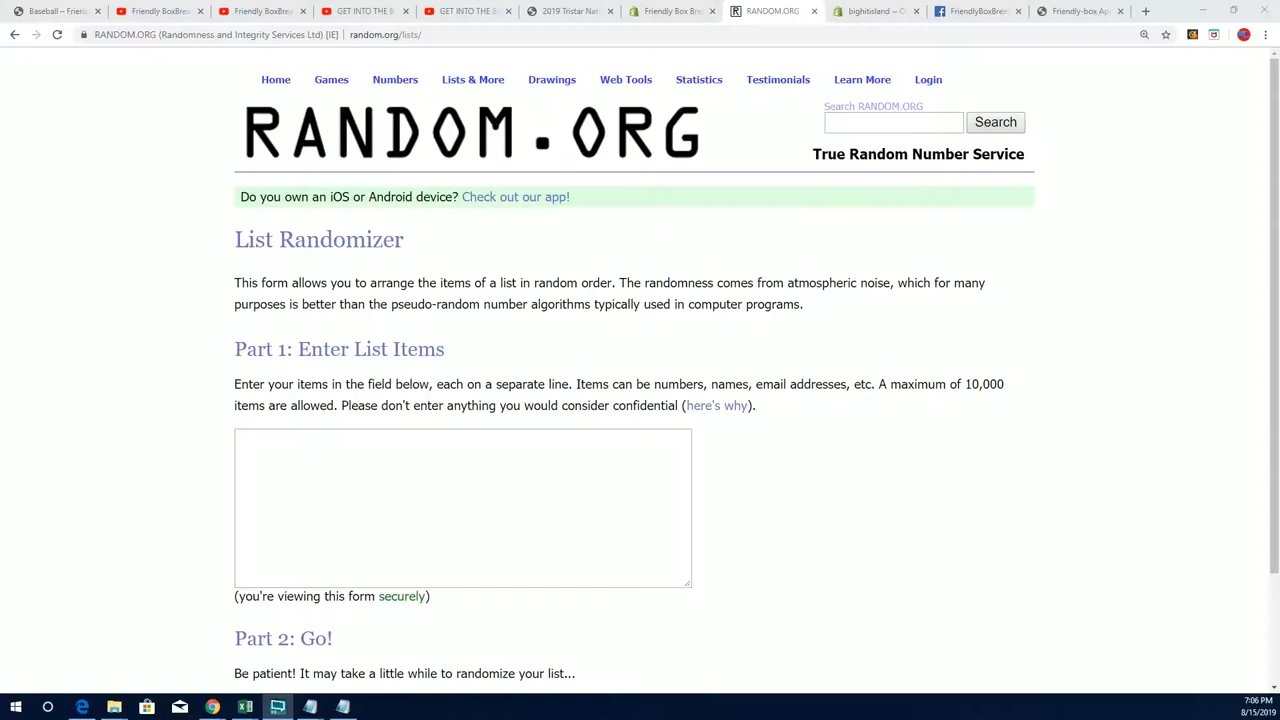 Baseball – Frienc
Friendly BoxBrea
Friendly BoxBrea
GET INTO THE B
GET INTO THE B
2019 Tristar Nah
Friendly Box Bre
RANDOM.ORG
bighitisland ~ O
FriendlyBoxBrea
Friendly-box Ap
RANDOM.ORG (Randomness and Integrity Services Ltd) [IE] | random.org/lists/
Home Games Numbers Lists & More Drawings Web Tools Statistics Testimonials Learn More Login
RANDOM.ORG
Search RANDOM.ORG
Search
True Random Number Service
Do you own an iOS or Android device? Check out our app!
List Randomizer
This form allows you to arrange the items of a list in random order. The randomness comes from atmospheric noise, which for many
purposes is better than the pseudo-random number algorithms typically used in computer programs.
Part 1: Enter List Items
Enter your items in the field below, each on a separate line. Items can be numbers, names, email addresses, etc. A maximum of 10,000
items are allowed. Please don't enter anything you would consider confidential (here's why).
(you're viewing this form securely)
Part 2: Go!
Be patient! It may take a little while to randomize your list...
7:06 PM
8/15/2019